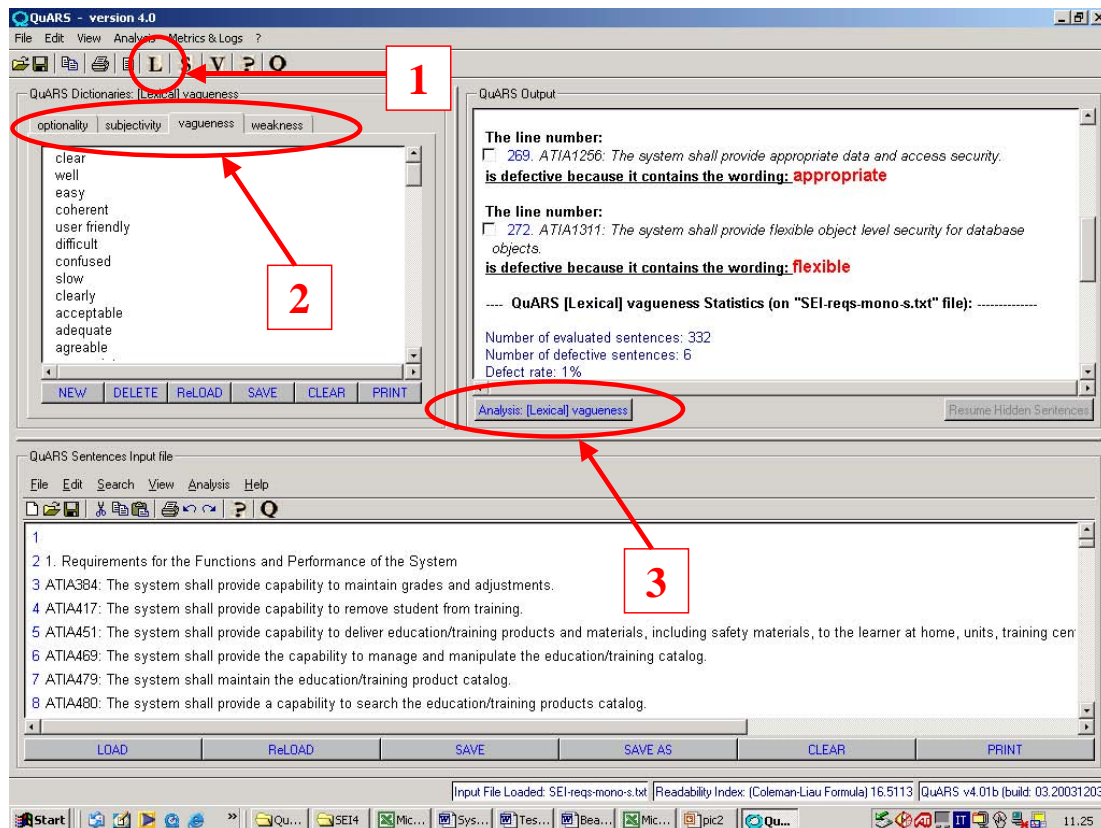 QuARS - version 4.0
File Edit View Analysis Metrics & Logs ?
L S V ? Q
1
QuARS Dictionaries: [Lexical] vagueness
optionality subjectivity vagueness weakness
clear
well
easy
coherent
user friendly
difficult
confused
slow
clearly
acceptable
adequate
agreable
2
NEW DELETE ReLOAD SAVE CLEAR PRINT
QuARS Output
The line number:
269. ATIA1256: The system shall provide appropriate data and access security.
is defective because it contains the wording: appropriate
The line number:
272. ATIA1311: The system shall provide flexible object level security for database
objects.
is defective because it contains the wording: flexible
---- QuARS [Lexical] vagueness Statistics (on "SEI-reqs-mono-s.txt" file): -------------
Number of evaluated sentences: 332
Number of defective sentences: 6
Defect rate: 1%
Analysis: [Lexical] vagueness Resume Hidden Sentences
QuARS Sentences Input file
File Edit Search View Analysis Help
? Q
1
2 1. Requirements for the Functions and Performance of the System
3 ATIA384: The system shall provide capability to maintain grades and adjustments.
4 ATIA417: The system shall provide capability to remove student from training.
5 ATIA451: The system shall provide capability to deliver education/training products and materials, including safety materials, to the learner at home, units, training cen
6 ATIA469: The system shall provide the capability to manage and manipulate the education/training catalog.
7 ATIA479: The system shall maintain the education/training product catalog.
8 ATIA480: The system shall provide a capability to search the education/training products catalog.
3
LOAD ReLOAD SAVE SAVE AS CLEAR PRINT
Input File Loaded: SEI-reqs-mono-s.txt Readability Index: (Coleman-Liau Formula) 16.5113 QuARS v4.01b (build: 03.20031203
Start » Qu... SEI4 Mic... Sys... Tes... Bea... Mic... pic2 Qu... IT 11.25